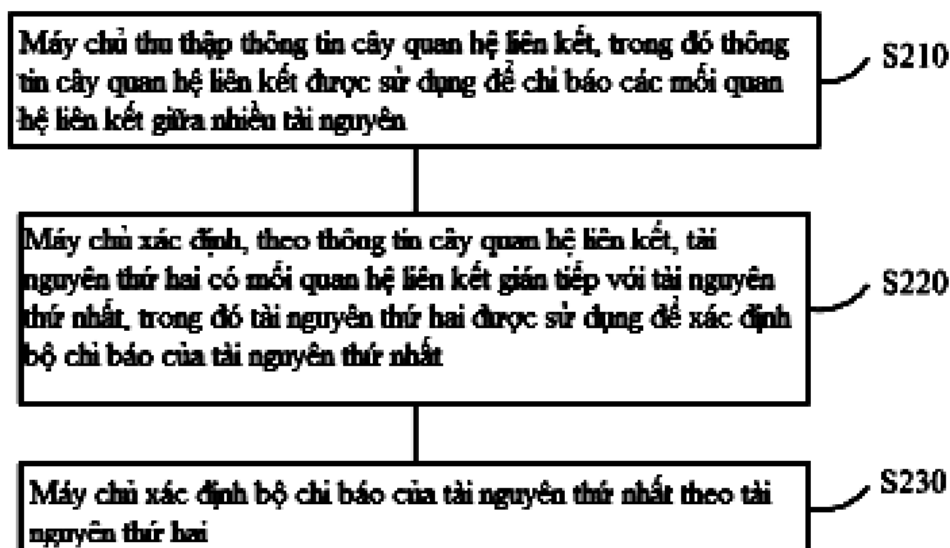 Máy chủ thu thập thông tin cây quan hệ liên kết, trong đó thông
tin cây quan hệ liên kết được sử dụng để chỉ báo các mối quan
hệ liên kết giữa nhiều tài nguyên
S210
Máy chủ xác định, theo thông tin cây quan hệ liên kết, tài
nguyên thứ hai có mối quan hệ liên kết gián tiếp với tài nguyên
thứ nhất, trong đó tài nguyên thứ hai được sử dụng để xác định
bộ chỉ báo của tài nguyên thứ nhất
S220
Máy chủ xác định bộ chỉ báo của tài nguyên thứ nhất theo tài
nguyên thứ hai
S230